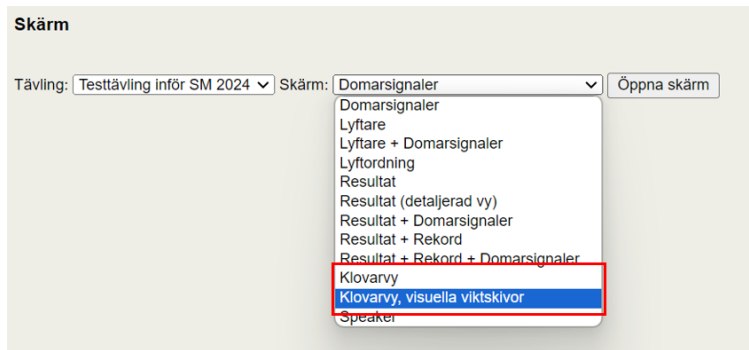 Skärm
Tävling: Testtävling inför SM 2024 Skärm: Domarsignaler Öppna skärm
Domarsignaler
Lyftare
Lyftare + Domarsignaler
Lyftordning
Resultat
Resultat (detaljerad vy)
Resultat + Domarsignaler
Resultat + Rekord
Resultat + Rekord + Domarsignaler
Klovarvy
Klovarvy, visuella viktskivor
Speaker